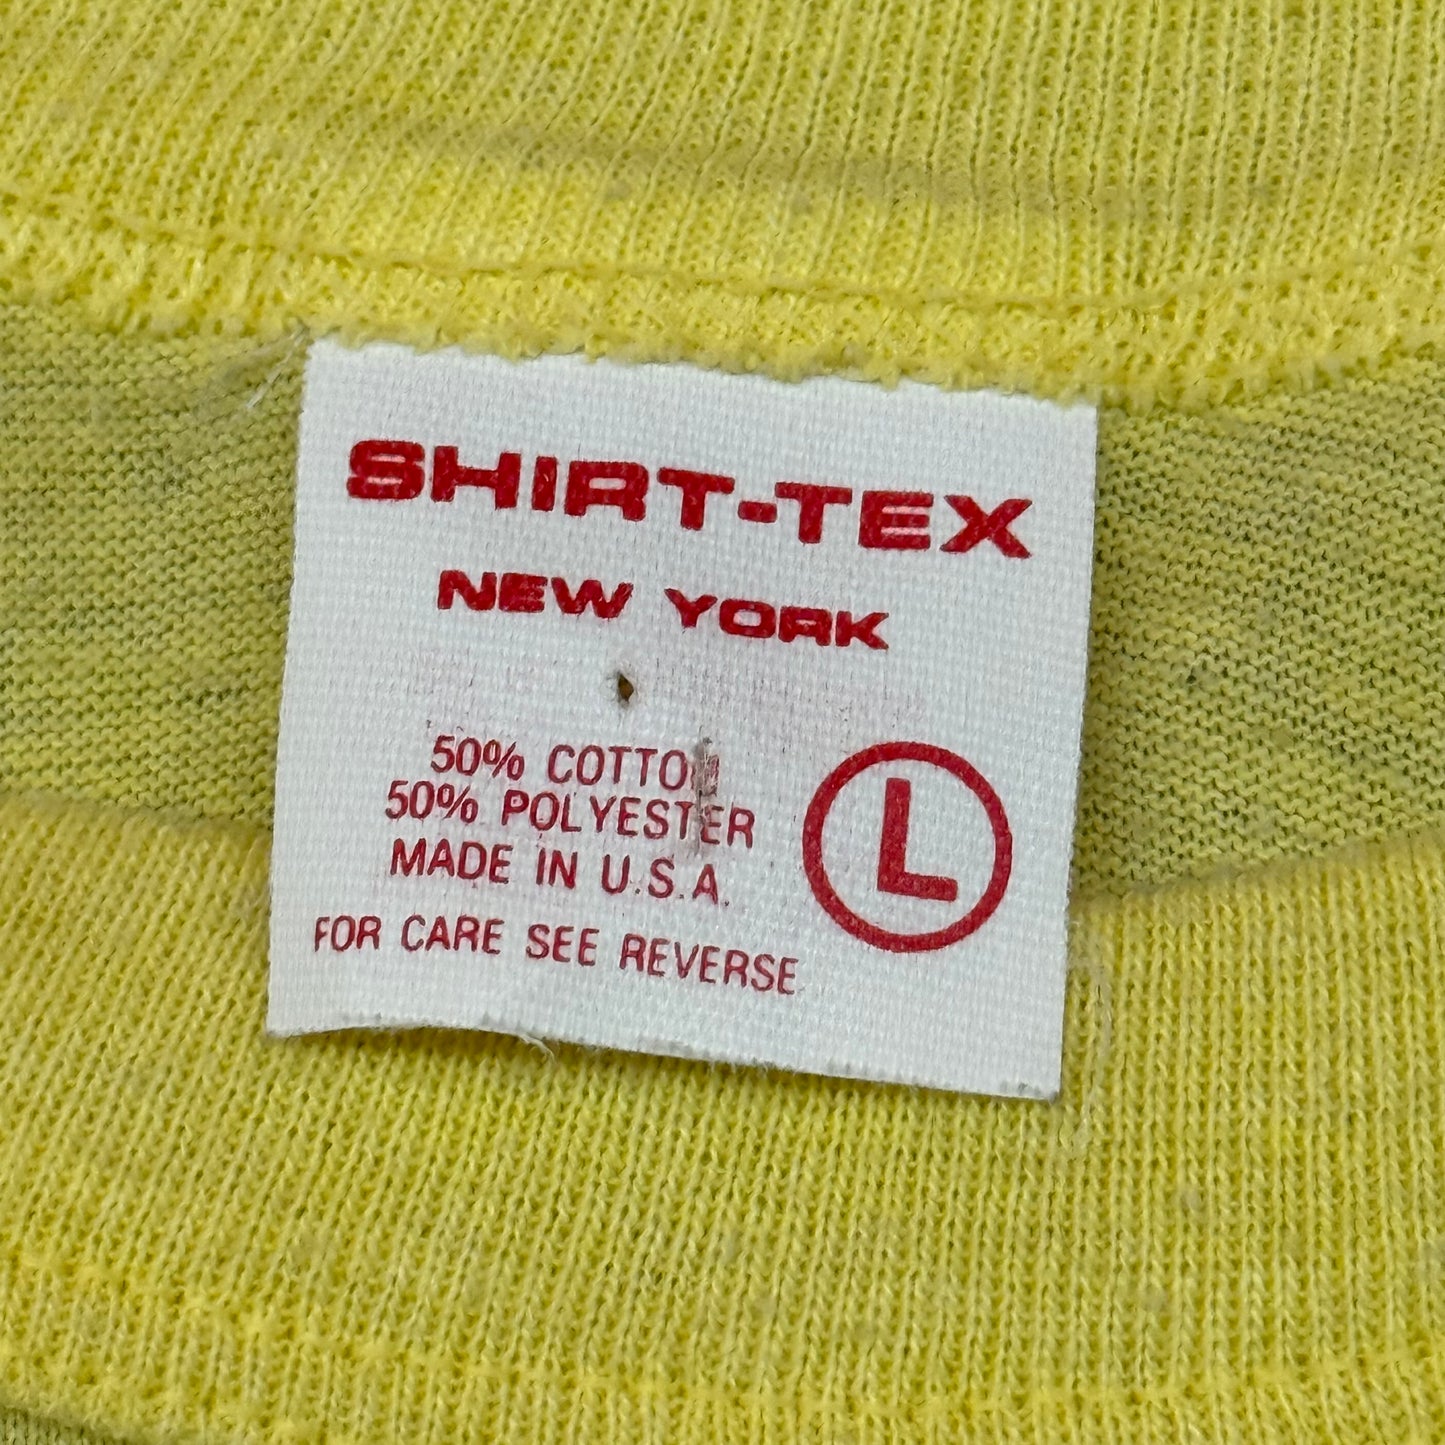 SHIRT-TEX
NEW YORK
50% COTTON
50% POLYESTER
MADE IN U.S.A.
L
FOR CARE SEE REVERSE